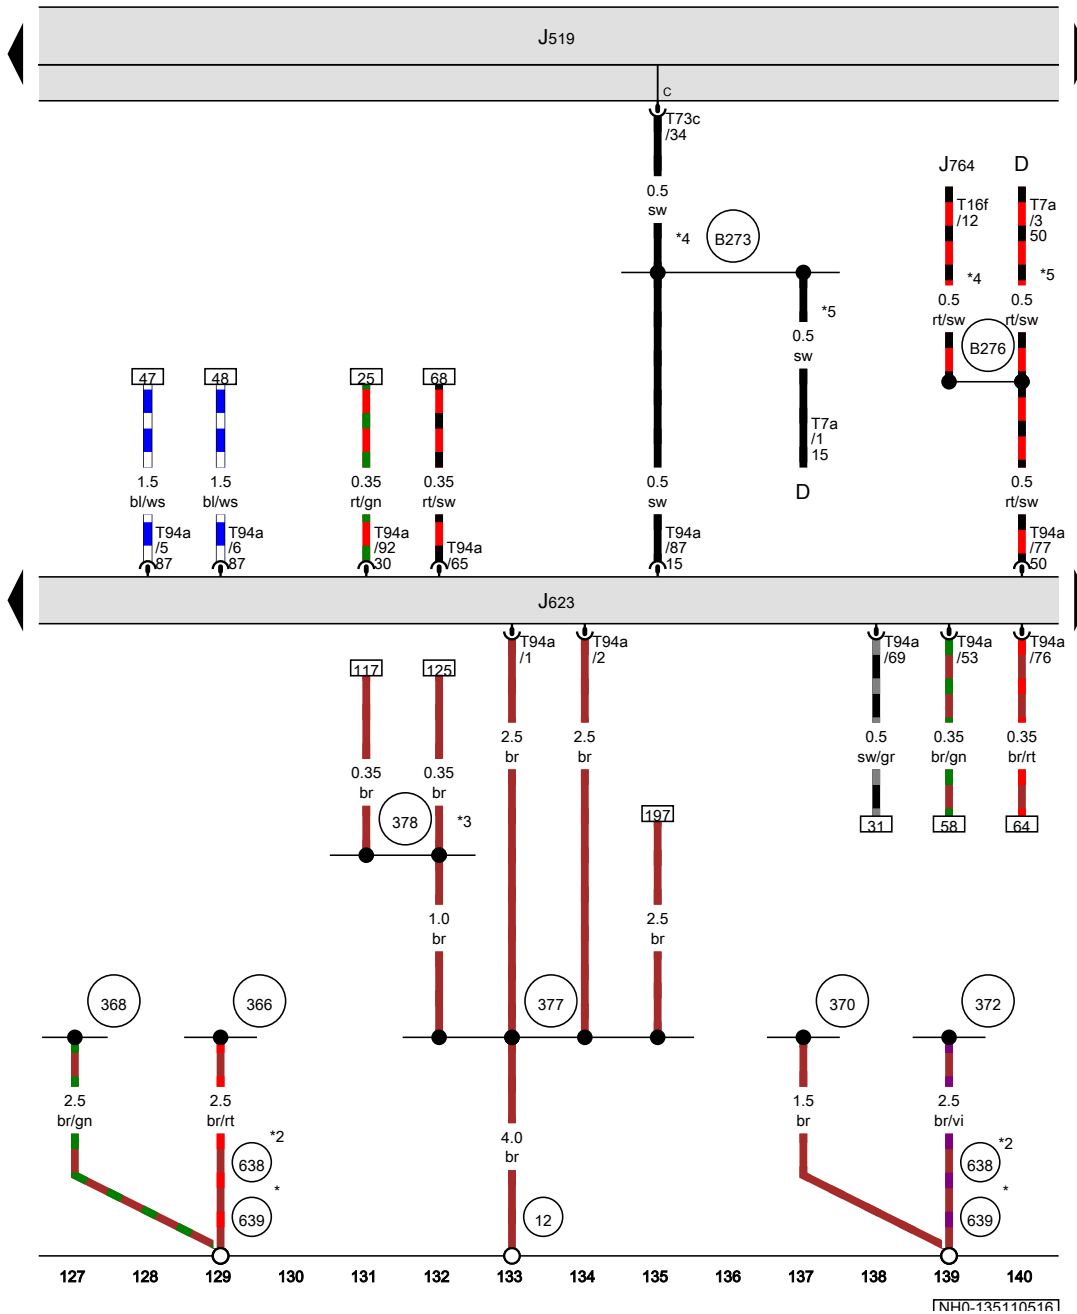 J519
C
T73c
/34
0.5
sw
*4
B273
J764
D
T16f
/12
T7a
/3
50
*4
*5
0.5
rt/sw
0.5
rt/sw
B276
*5
0.5
sw
T7a
/1
15
D
47
48
25
68
1.5
bl/ws
1.5
bl/ws
0.35
rt/gn
0.35
rt/sw
0.5
sw
0.5
rt/sw
T94a
/5
87
T94a
/6
87
T94a
/92
30
T94a
/65
T94a
/87
15
T94a
/77
50
J623
T94a
/1
T94a
/2
T94a
/69
T94a
/53
T94a
/76
117
125
2.5
br
2.5
br
0.5
sw/gr
0.35
br/gn
0.35
br/rt
0.35
br
0.35
br
378
*3
197
31
58
64
1.0
br
2.5
br
368
366
377
370
372
2.5
br/gn
2.5
br/rt
1.5
br
2.5
br/vi
4.0
br
*2
638
*
639
12
*2
638
*
639
127 128 129 130 131 132 133 134 135 136 137 138 139 140
NH0-135110516